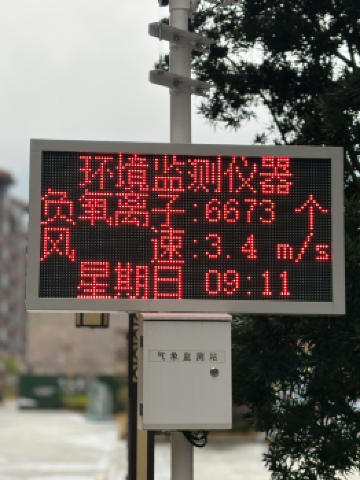 环境监测仪器
负氧离子:6673 个
风 速:3.4 m/s
星期日 09:11
气象监测站